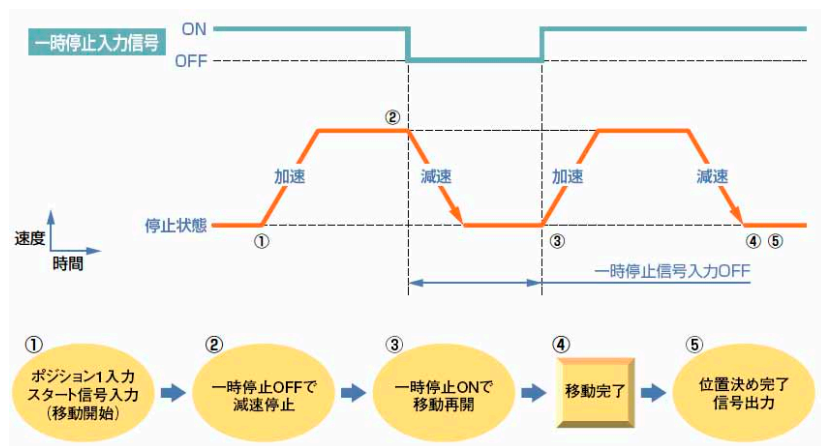 一時停止入力信号
ON
OFF
②
加速
減速
加速
減速
停止状態
①
③
④ ⑤
速度
時間
一時停止信号入力OFF
①
ポジション1入力
スタート信号入力
(移動開始)
②
一時停止OFFで
減速停止
③
一時停止ONで
移動再開
④
移動完了
⑤
位置決め完了
信号出力